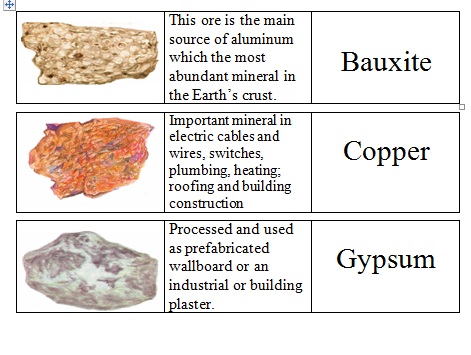 This ore is the main
source of aluminum
which the most
abundant mineral in
the Earth's crust.
Bauxite
Important mineral in
electric cables and
wires, switches,
plumbing, heating;
roofing and building
construction
Copper
Processed and used
as prefabricated
wallboard or an
industrial or building
plaster.
Gypsum